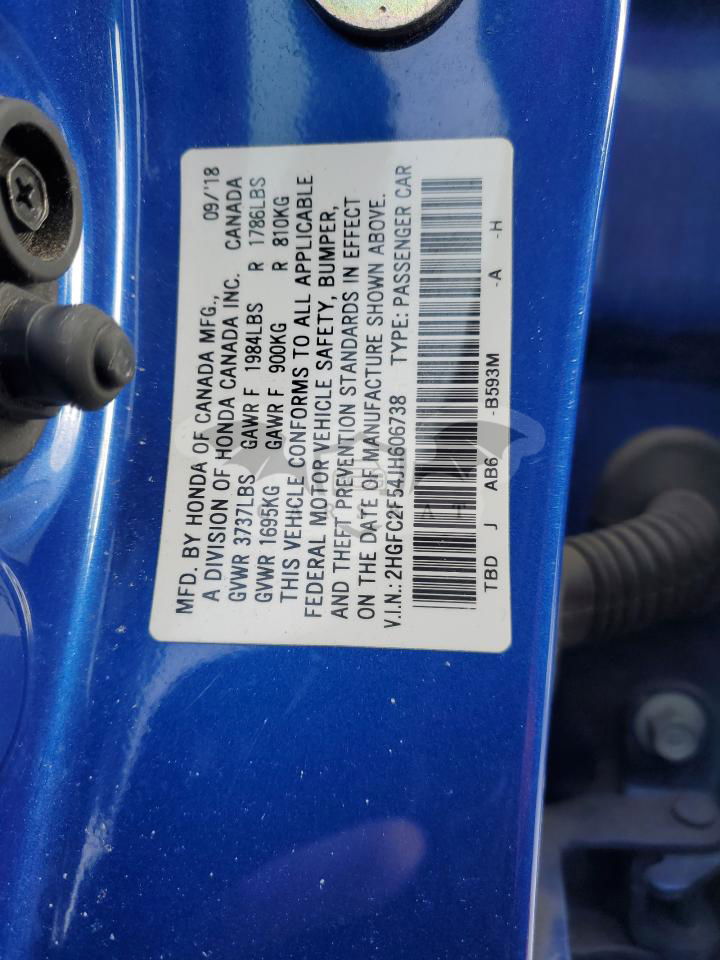 MFD. BY HONDA OF CANADA MFG., 09/'18
A DIVISION OF HONDA CANADA INC. CANADA
GVWR 3737LBS GAWR F 1984LBS R 1786LBS
GVWR 1695KG GAWR F 900KG R 810KG
THIS VEHICLE CONFORMS TO ALL APPLICABLE
FEDERAL MOTOR VEHICLE SAFETY, BUMPER,
AND THEFT PREVENTION STANDARDS IN EFFECT
ON THE DATE OF MANUFACTURE SHOWN ABOVE.
V.I.N.: 2HGFC2F54JH606738 TYPE: PASSENGER CAR
TBD J AB6 -B593M -A -H